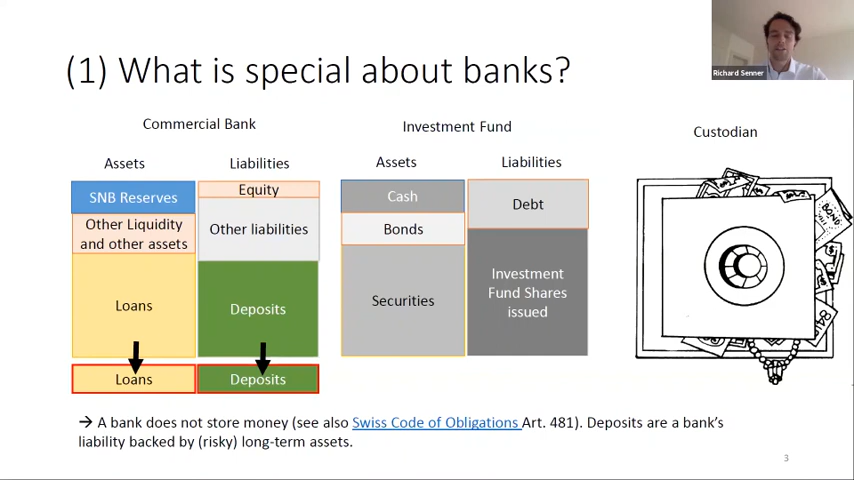 Richard Senner
(1) What is special about banks?
Commercial Bank
Assets
Liabilities
SNB Reserves
Other Liquidity
and other assets
Loans
Equity
Other liabilities
Deposits
Loans
Deposits
Investment Fund
Assets
Liabilities
Cash
Bonds
Securities
Debt
Investment
Fund Shares
issued
Custodian
BOND
→ A bank does not store money (see also Swiss Code of Obligations Art. 481). Deposits are a bank's
liability backed by (risky) long-term assets.
3